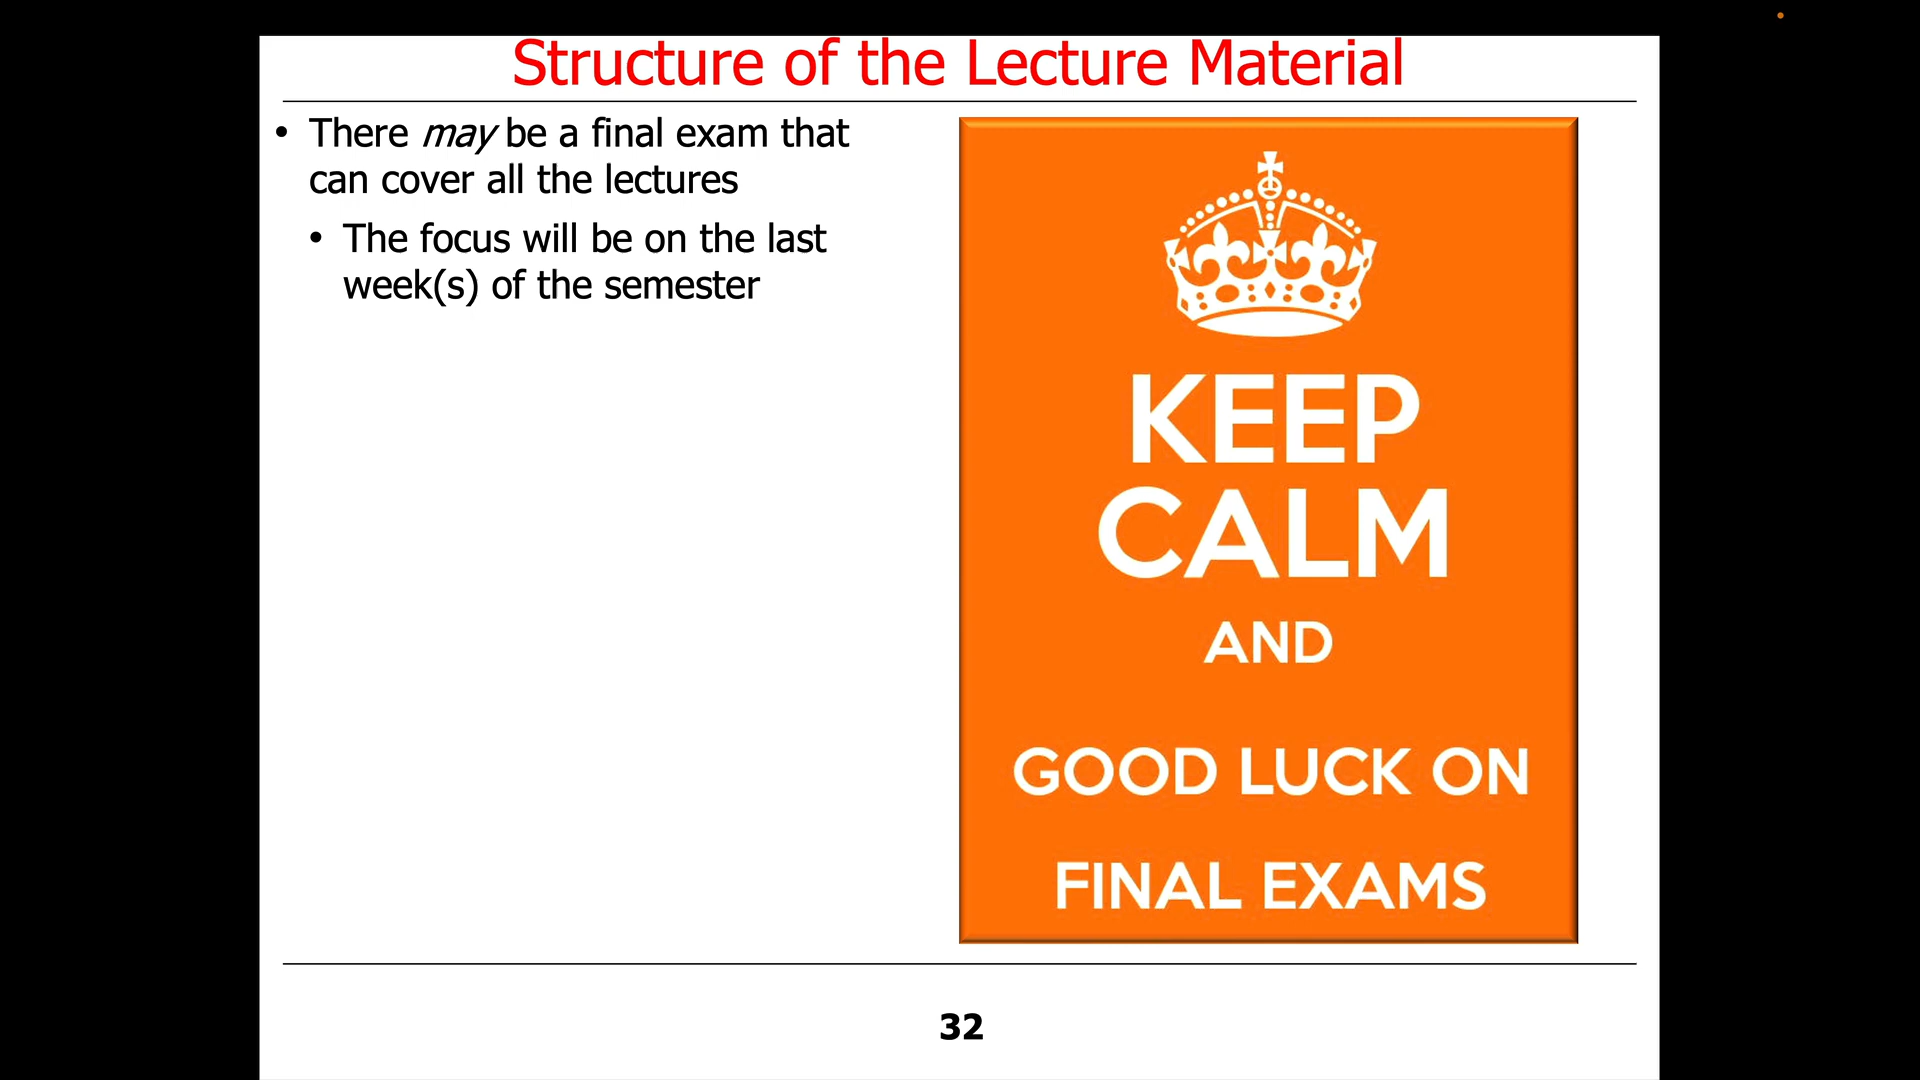 Structure of the Lecture Material
• There may be a final exam that
can cover all the lectures
• The focus will be on the last
week(s) of the semester
KEEP
CALM
AND
GOOD LUCK ON
FINAL EXAMS
32